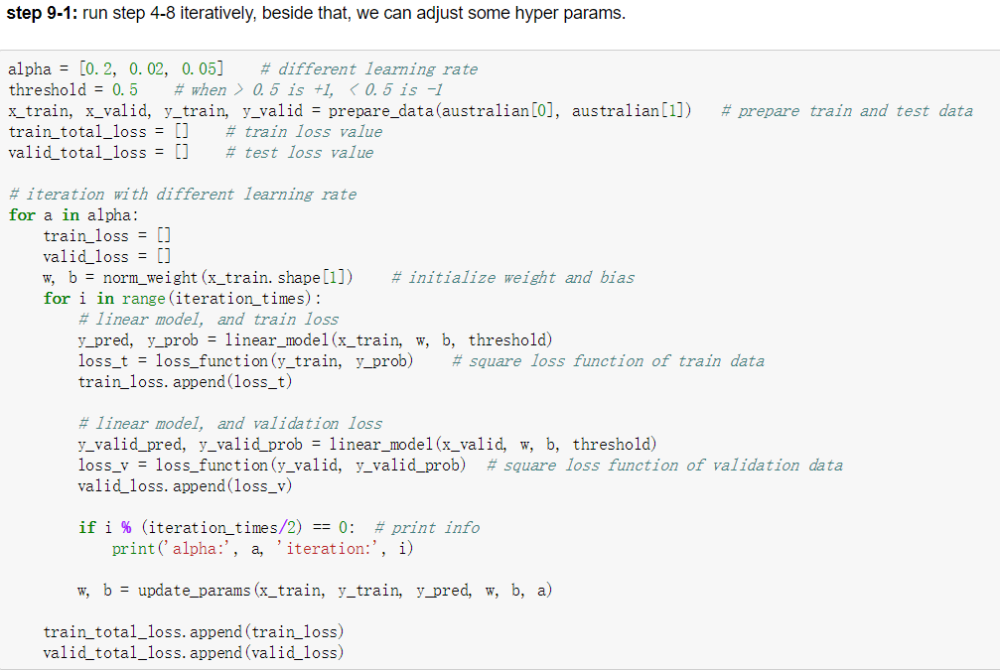 step 9-1: run step 4-8 iteratively, beside that, we can adjust some hyper params.
alpha = [0.2, 0.02, 0.05]    # different learning rate
threshold = 0.5    # when > 0.5 is +1, < 0.5 is -1
x_train, x_valid, y_train, y_valid = prepare_data(australian[0], australian[1])   # prepare train and test data
train_total_loss = []    # train loss value
valid_total_loss = []    # test loss value
# iteration with different learning rate
for a in alpha:
    train_loss = []
    valid_loss = []
    w, b = norm_weight(x_train.shape[1])    # initialize weight and bias
    for i in range(iteration_times):
        # linear model, and train loss
        y_pred, y_prob = linear_model(x_train, w, b, threshold)
        loss_t = loss_function(y_train, y_prob)    # square loss function of train data
        train_loss.append(loss_t)
        # linear model, and validation loss
        y_valid_pred, y_valid_prob = linear_model(x_valid, w, b, threshold)
        loss_v = loss_function(y_valid, y_valid_prob)  # square loss function of validation data
        valid_loss.append(loss_v)
        if i % (iteration_times/2) == 0:  # print info
            print('alpha:', a, 'iteration:', i)
        w, b = update_params(x_train, y_train, y_pred, w, b, a)
    train_total_loss.append(train_loss)
    valid_total_loss.append(valid_loss)